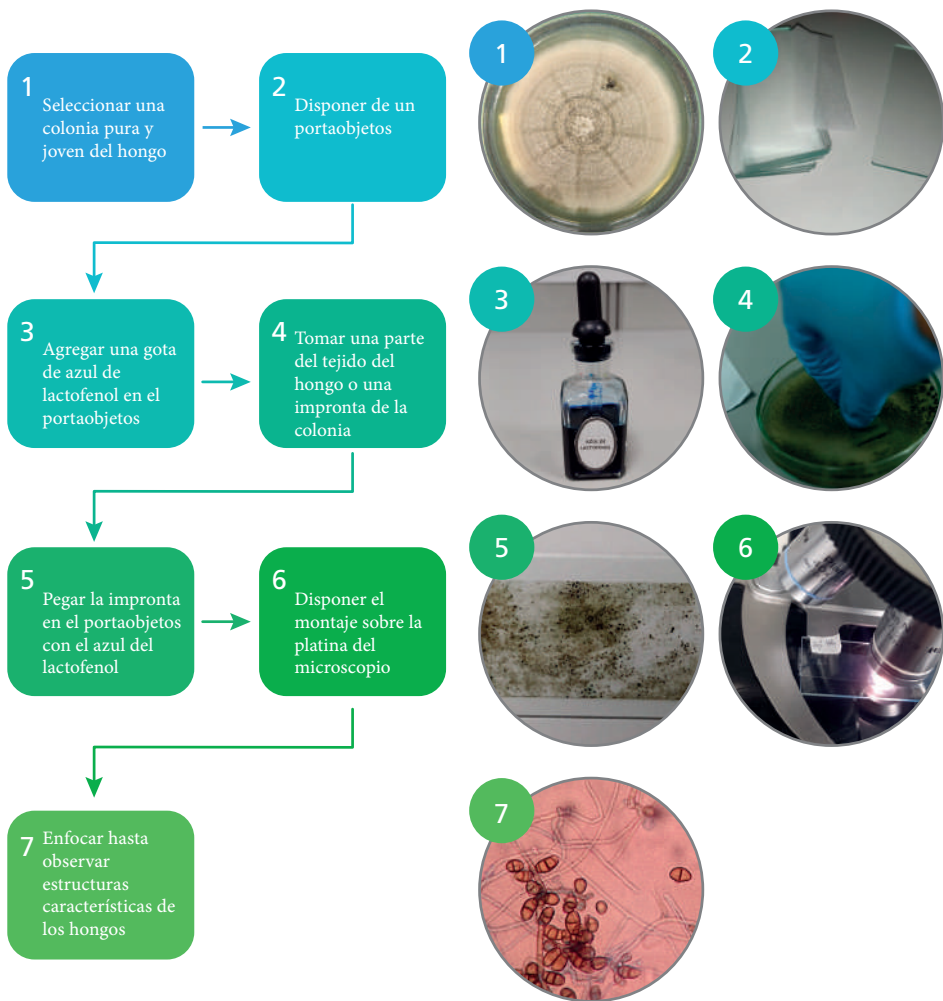 1
Seleccionar una
colonia pura y
joven del hongo
2
Disponer de un
portaobjetos
3
Agregar una gota
de azul de
lactofenol en el
portaobjetos
4
Tomar una parte
del tejido del
hongo o una
impronta de la
colonia
5
Pegar la impronta
en el portaobjetos
con el azul del
lactofenol
6
Disponer el
montaje sobre la
platina del
microscopio
7
Enfocar hasta
observar
estructuras
características de
los hongos
1
2
3
AZUL DE
LACTOFENOL
4
5
6
7